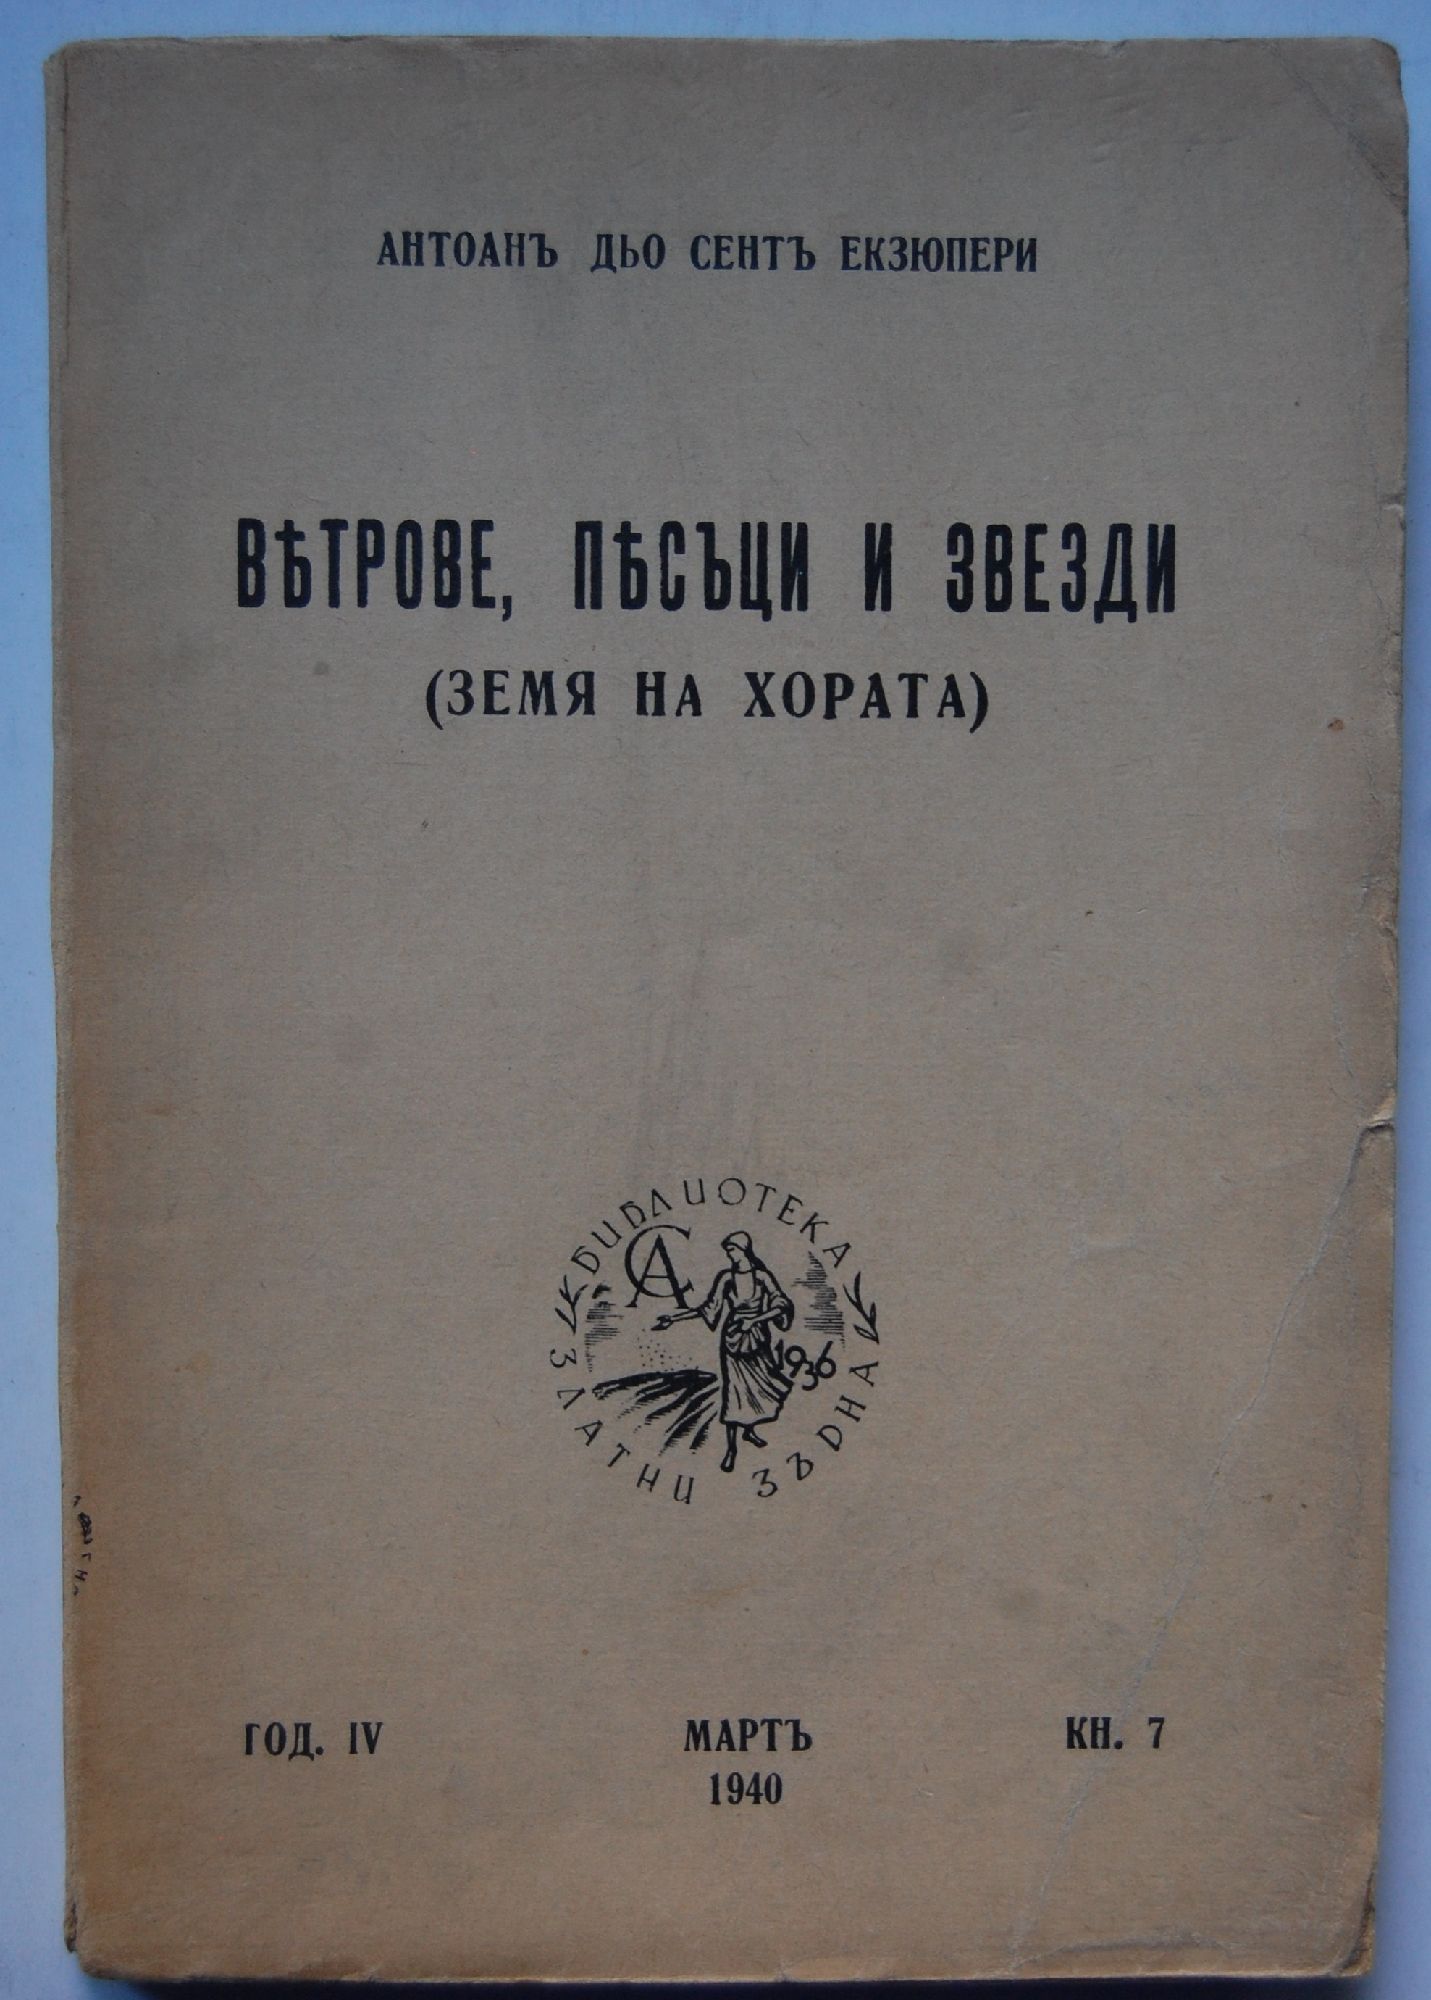 АНТОАНЪ ДЬО СЕНТЪ ЕКЗЮПЕРИ
ВѢТРОВЕ, ПѢСЪЦИ И ЗВЕЗДИ
(ЗЕМЯ НА ХОРАТА)
БИБЛИОТЕКА
СА
1936
ЗЛАТНИ ЗЪРНА
ГОД. IV
МАРТЪ
1940
КН. 7